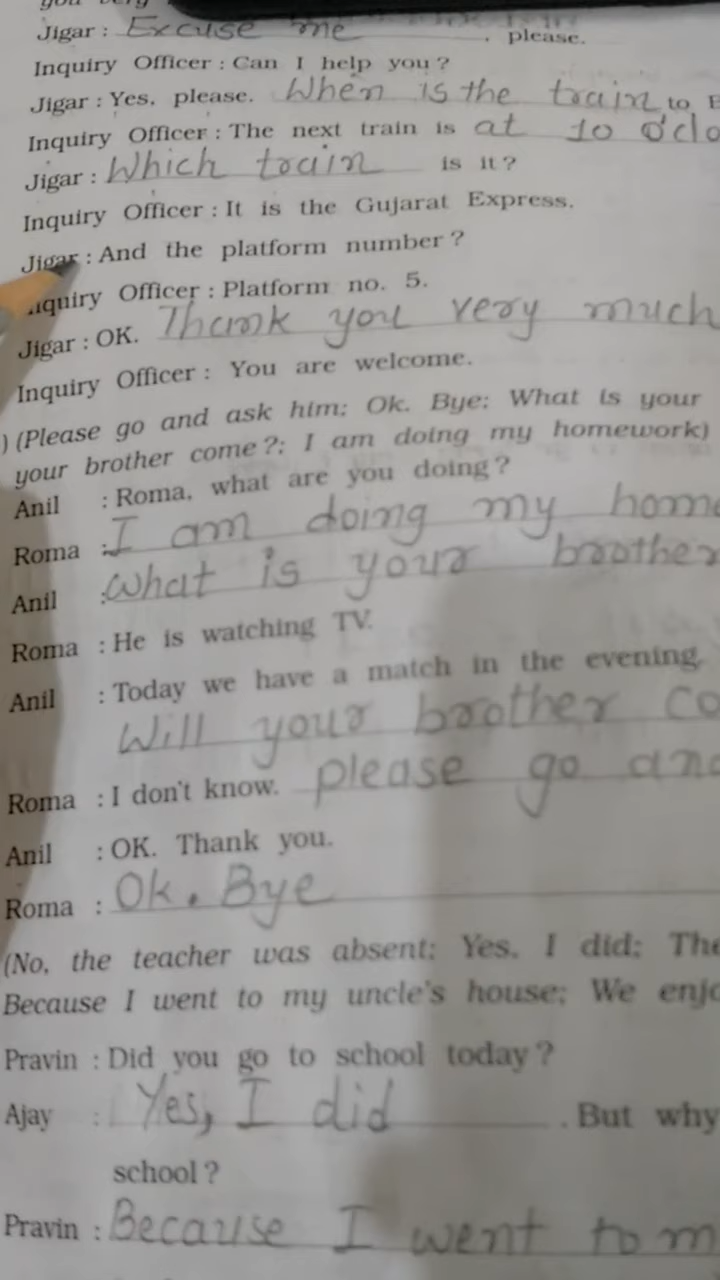 you very
Jigar : Excuse me . please.
Inquiry Officer : Can I help you ?
Jigar : Yes, please. When is the train to
Inquiry Officer : The next train is at 10 o'clo
Jigar : Which train is it ?
Inquiry Officer : It is the Gujarat Express.
Jigar : And the platform number ?
nquiry Officer : Platform no. 5.
Jigar : OK. Thank you very much
Inquiry Officer : You are welcome.
) (Please go and ask him; Ok. Bye; What is your
your brother come ?; I am doing my homework)
Anil : Roma, what are you doing ?
Roma : I am doing my home
Anil : What is your brother
Roma : He is watching TV.
Anil : Today we have a match in the evening.
Will your brother co
Roma : I don't know. please go and
Anil : OK. Thank you.
Roma : Ok. Bye
(No, the teacher was absent; Yes, I did; The
Because I went to my uncle's house; We enjo
Pravin : Did you go to school today ?
Ajay : Yes, I did . But why
school ?
Pravin : Because I went to m